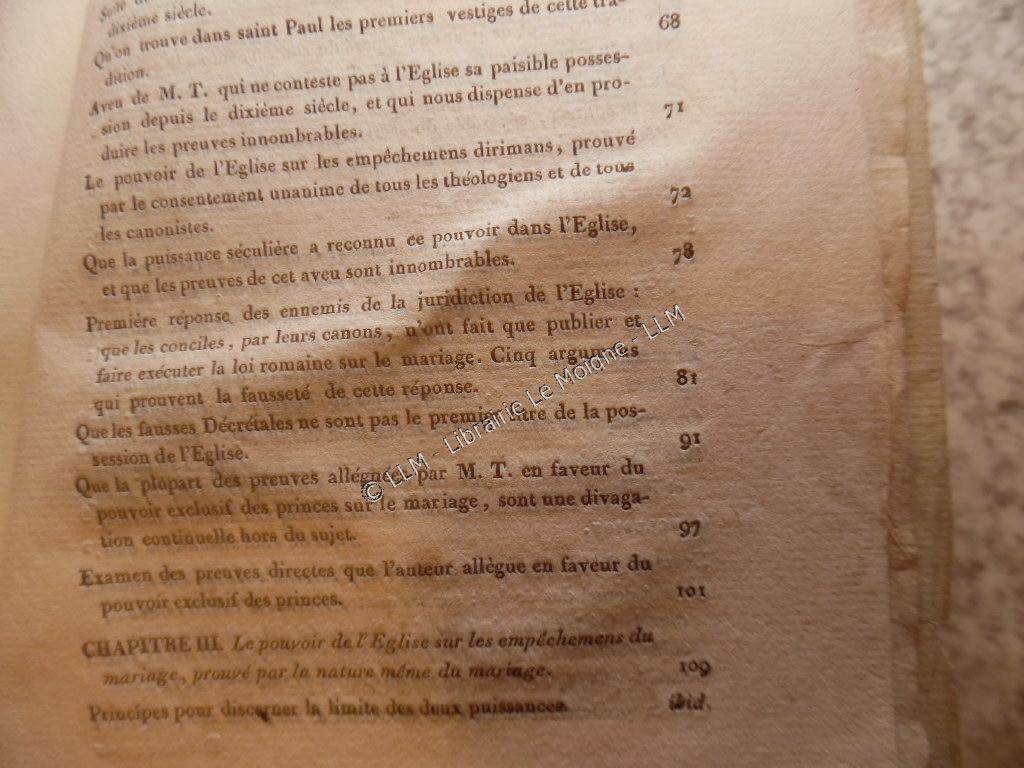 dixième siècle.
Qu'on trouve dans saint Paul les premiers vestiges de cette tra-
dition. 68
Aveu de M. T. qui ne conteste pas à l'Eglise sa paisible posses-
sion depuis le dixième siècle, et qui nous dispense d'en pro-
duire les preuves innombrables. 71
Le pouvoir de l'Eglise sur les empêchemens dirimans, prouvé
par le consentement unanime de tous les théologiens et de tous
les canonistes. 72
Que la puissance séculière a reconnu ce pouvoir dans l'Eglise,
et que les preuves de cet aveu sont innombrables. 78
Première réponse des ennemis de la juridiction de l'Eglise :
que les conciles, par leurs canons, n'ont fait que publier et
faire exécuter la loi romaine sur le mariage. Cinq argumens
qui prouvent la fausseté de cette réponse. 81
Que les fausses Décrétales ne sont pas le premier titre de la pos-
session de l'Eglise. 91
Que la plupart des preuves alléguées par M. T. en faveur du
pouvoir exclusif des princes sur le mariage, sont une divaga-
tion continuelle hors du sujet. 97
Examen des preuves directes que l'auteur allègue en faveur du
pouvoir exclusif des princes. 101
CHAPITRE III. Le pouvoir de l'Eglise sur les empêchemens du
mariage, prouvé par la nature même du mariage. 109
Principes pour discerner la limite des deux puissances. ibid.
© LLM - Librairie Le Moigne - LLM